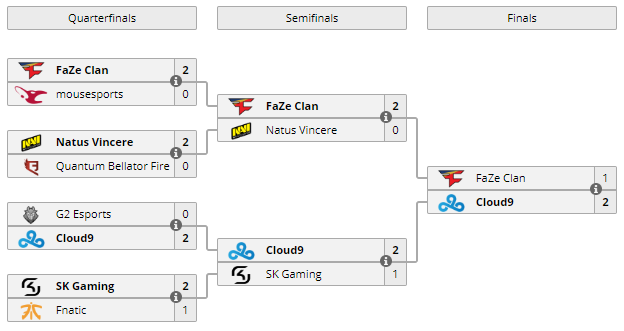 Quarterfinals
Semifinals
Finals
FaZe Clan 2
mousesports 0
Natus Vincere 2
Quantum Bellator Fire 0
G2 Esports 0
Cloud9 2
SK Gaming 2
Fnatic 1
FaZe Clan 2
Natus Vincere 0
Cloud9 2
SK Gaming 1
FaZe Clan 1
Cloud9 2